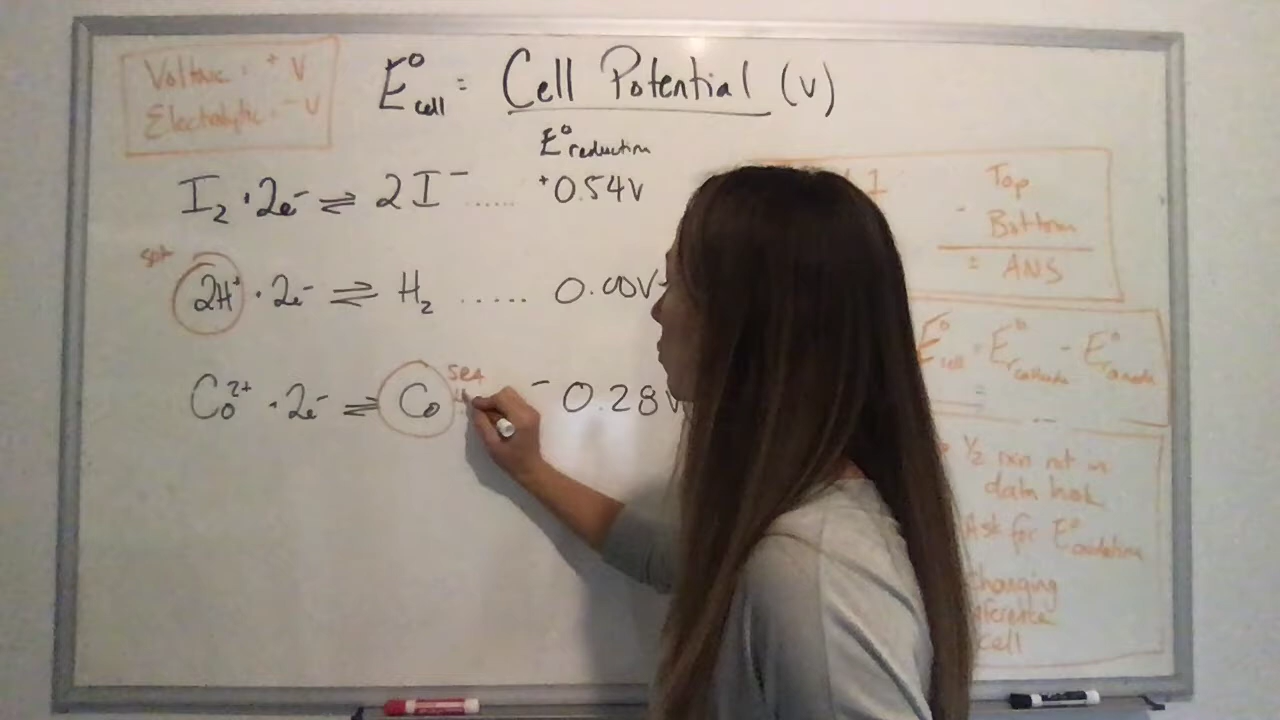 Voltaic: + V
Electrolytic: - V
E°cell = Cell Potential (v)
E°reduction
I₂ + 2e⁻ ⇌ 2I⁻ ...... +0.54V
2H⁺ + 2e⁻ ⇌ H₂ ...... 0.00V
Co²⁺ + 2e⁻ ⇌ Co
-0.28V
Top
- Bottom
= ANS
E°cell = E°r cathode - E°r anode
=
1/2 rxn not in
data book
Ask for E°oxidation
changing
cell